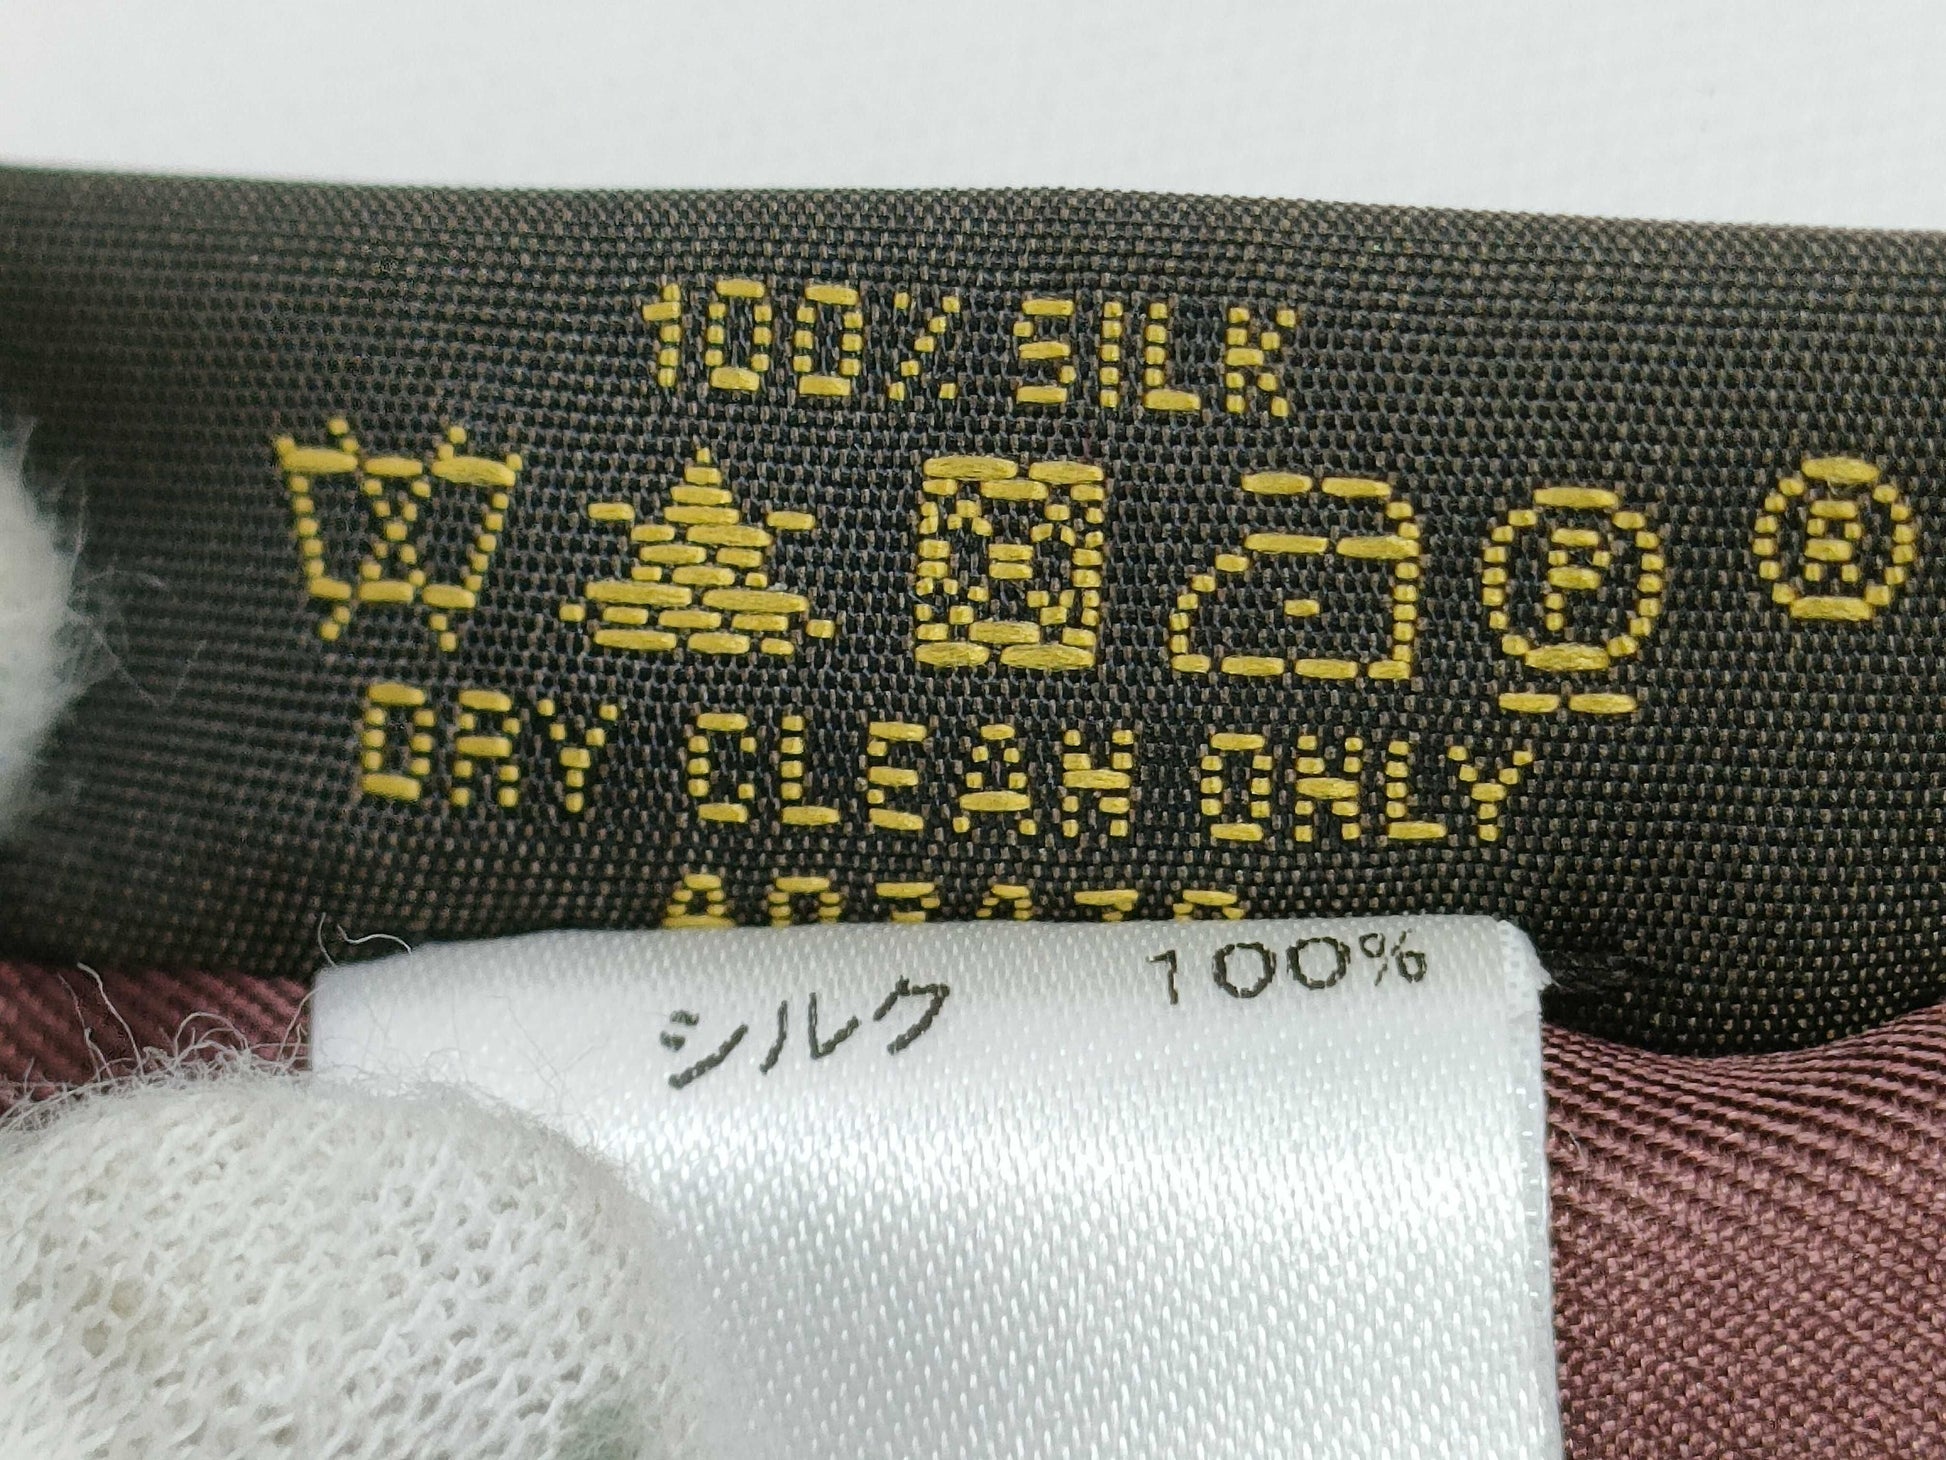 100% SILK
P R
DRY CLEAN ONLY
シルク 100%